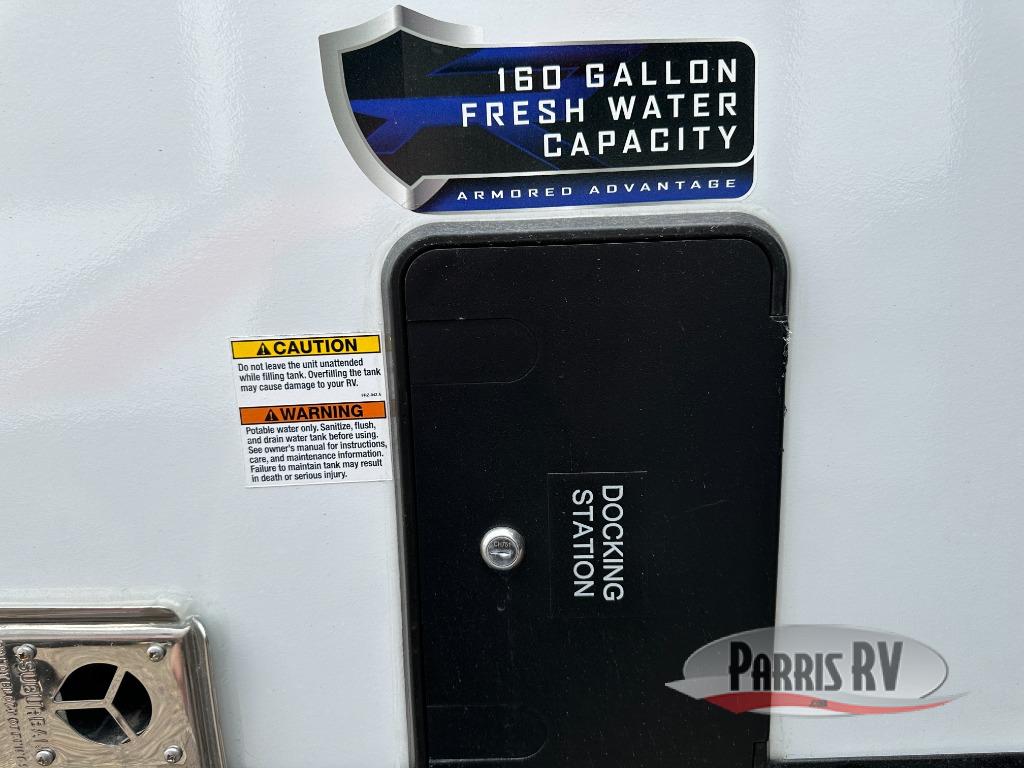 160 GALLON
FRESH WATER
CAPACITY
ARMORED ADVANTAGE
CAUTION
Do not leave the unit unattended
while filling tank. Overfilling the tank
may cause damage to your RV.
WARNING
Potable water only. Sanitize, flush,
and drain water tank before using.
See owner's manual for instructions,
care, and maintenance information.
Failure to maintain tank may result
in death or serious injury.
DOCKING
STATION
CH751
PARRIS RV
.com